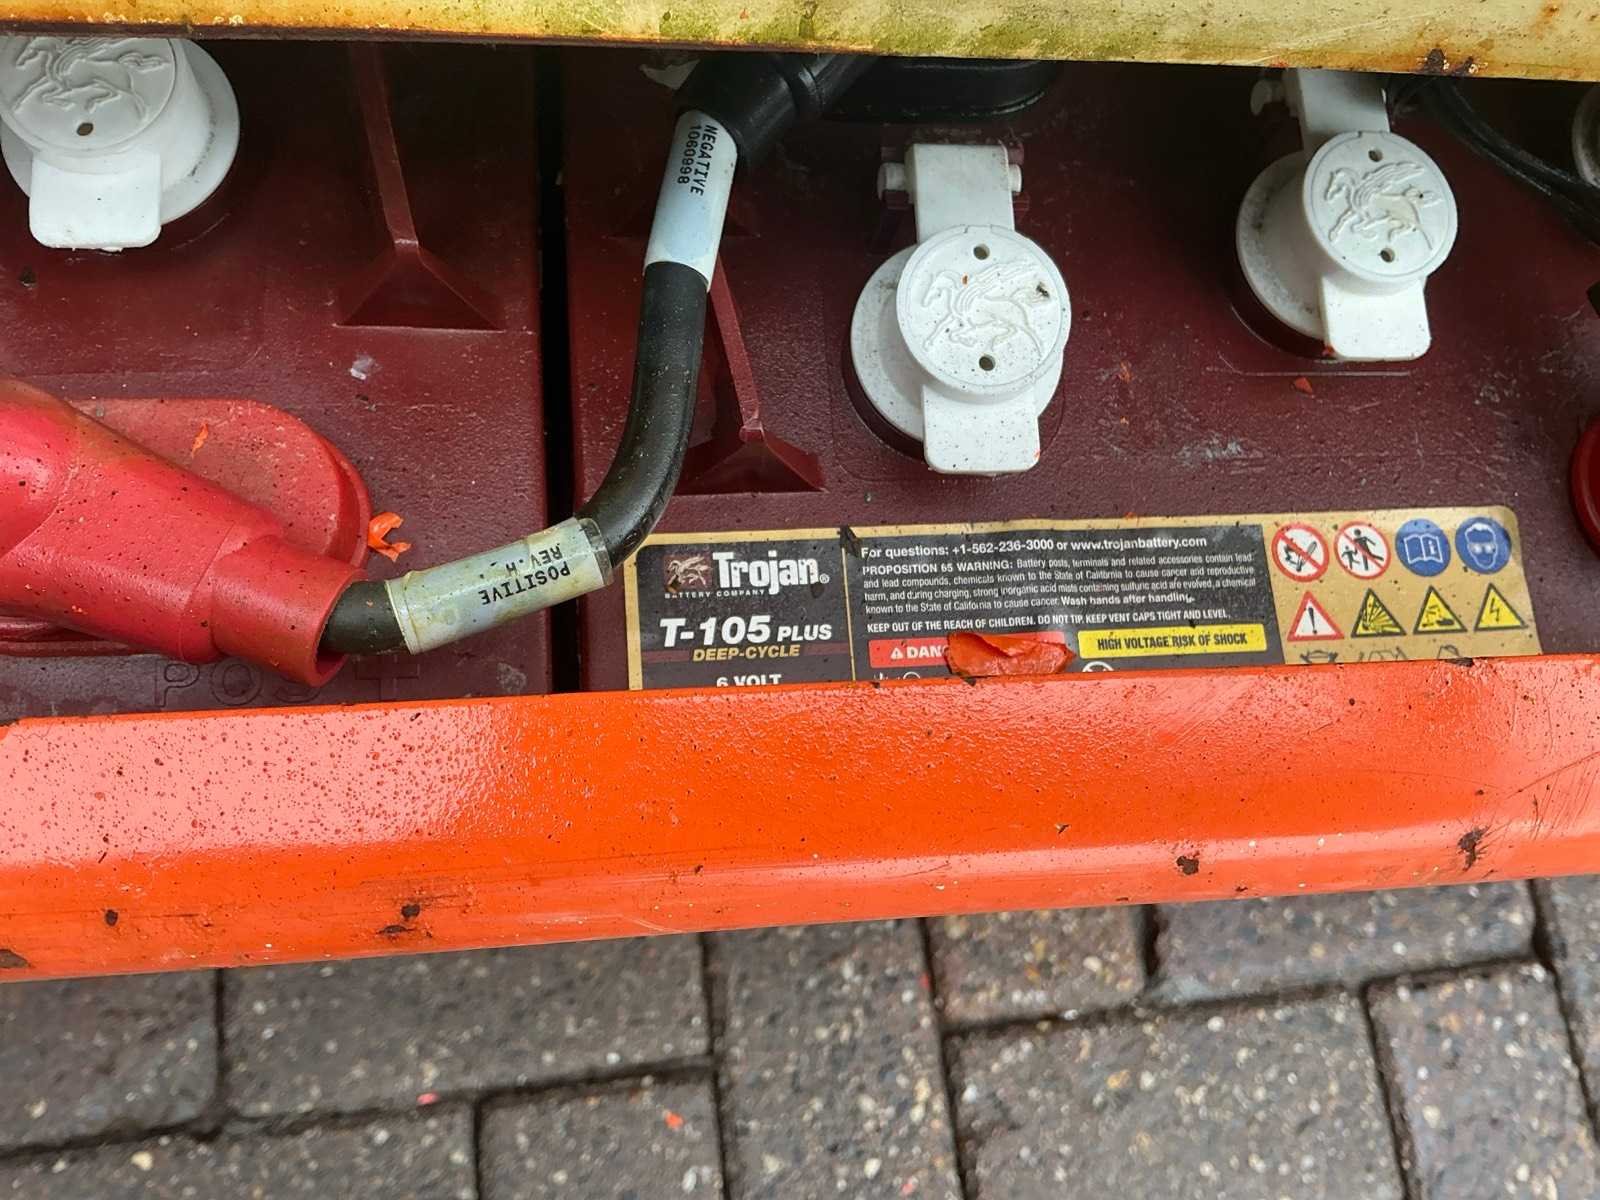 NEGATIVE
1060998
POSITIVE
REV.H
POST
Trojan®
BATTERY COMPANY
T-105 PLUS
DEEP-CYCLE
6 VOLT
For questions: +1-562-236-3000 or www.trojanbattery.com
PROPOSITION 65 WARNING: Battery posts, terminals and related accessories contain lead
and lead compounds, chemicals known to the State of California to cause cancer and reproductive
harm, and during charging, strong inorganic acid mists containing sulfuric acid are evolved, a chemical
known to the State of California to cause cancer. Wash hands after handling.
KEEP OUT OF THE REACH OF CHILDREN. DO NOT TIP. KEEP VENT CAPS TIGHT AND LEVEL.
DANG
HIGH VOLTAGE RISK OF SHOCK